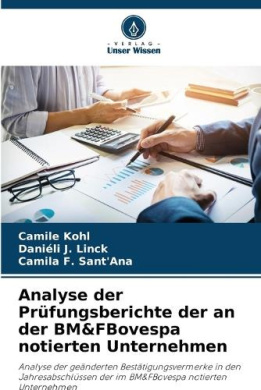 VERLAG
Unser Wissen
Camile Kohl
Daniéli J. Linck
Camila F. Sant'Ana
Analyse der
Prüfungsberichte der an
der BM&FBovespa
notierten Unternehmen
Analyse der geänderten Bestätigungsvermerke in den
Jahresabschlüssen der im BM&FBovespa notierten
Unternehmen